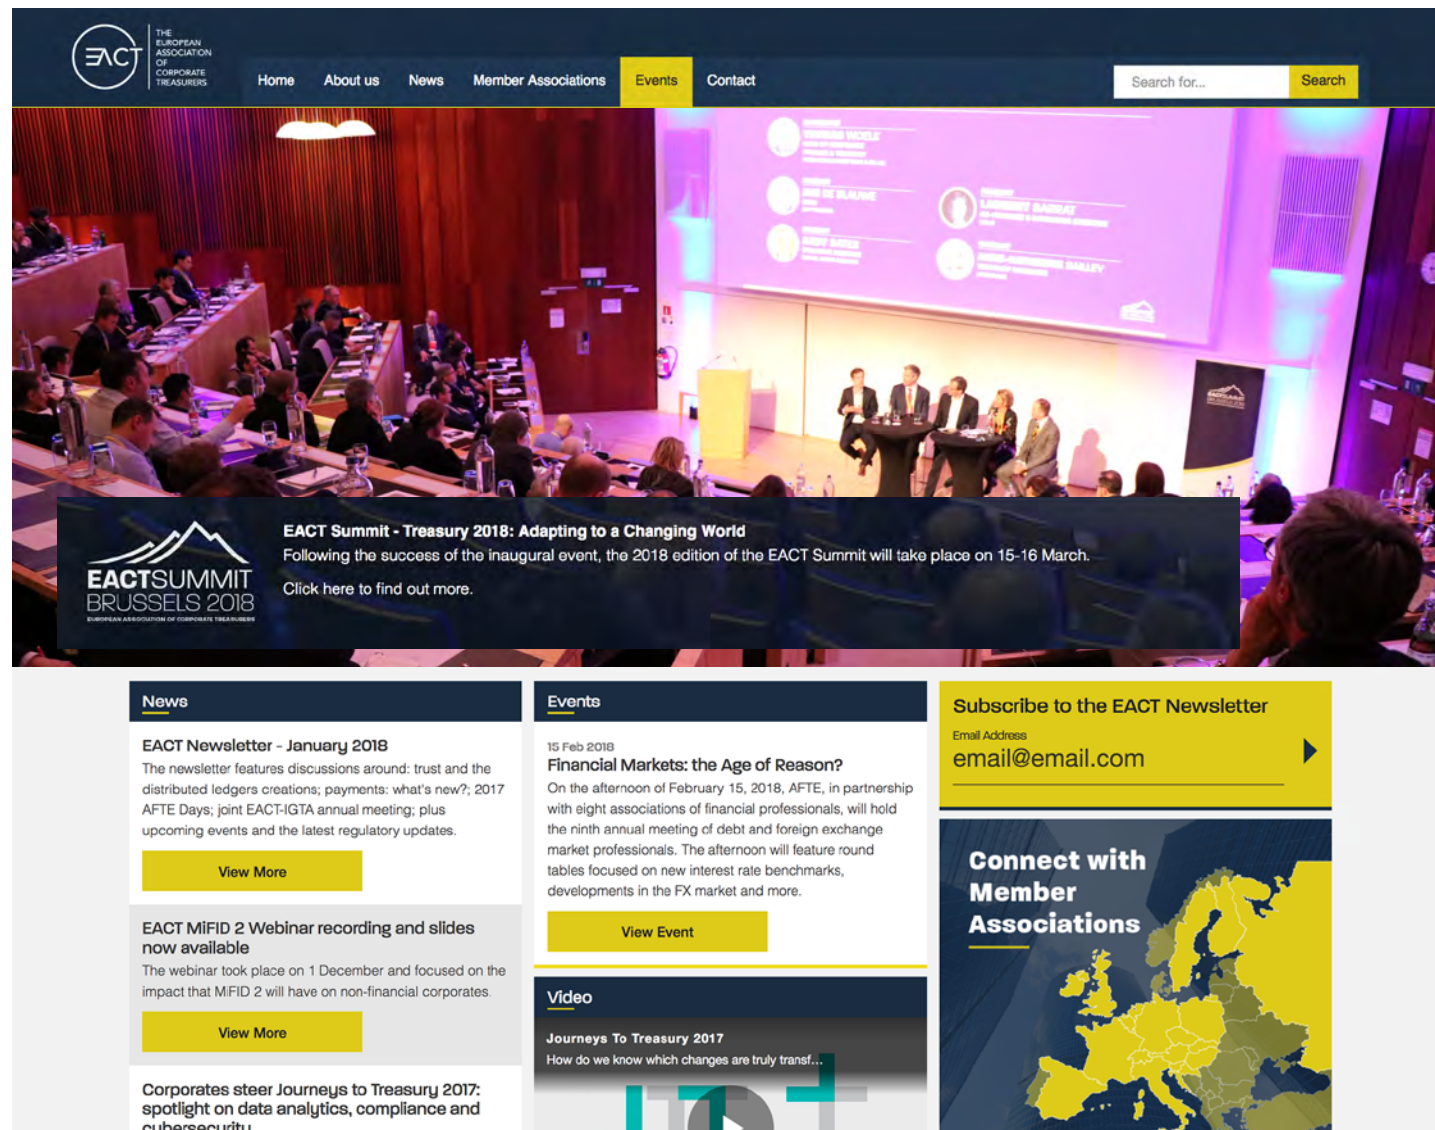 EACT
THE
EUROPEAN
ASSOCIATION
OF
CORPORATE
TREASURERS
Home
About us
News
Member Associations
Events
Contact
Search for...
Search
EACTSUMMIT
BRUSSELS 2018
EUROPEAN ASSOCIATION OF CORPORATE TREASURERS
EACT Summit - Treasury 2018: Adapting to a Changing World
Following the success of the inaugural event, the 2018 edition of the EACT Summit will take place on 15-16 March.
Click here to find out more.
News
EACT Newsletter - January 2018
The newsletter features discussions around: trust and the
distributed ledgers creations; payments: what's new?; 2017
AFTE Days; joint EACT-IGTA annual meeting; plus
upcoming events and the latest regulatory updates.
View More
EACT MiFID 2 Webinar recording and slides
now available
The webinar took place on 1 December and focused on the
impact that MiFID 2 will have on non-financial corporates.
View More
Corporates steer Journeys to Treasury 2017:
spotlight on data analytics, compliance and
cybersecurity
Events
15 Feb 2018
Financial Markets: the Age of Reason?
On the afternoon of February 15, 2018, AFTE, in partnership
with eight associations of financial professionals, will hold
the ninth annual meeting of debt and foreign exchange
market professionals. The afternoon will feature round
tables focused on new interest rate benchmarks,
developments in the FX market and more.
View Event
Video
Journeys To Treasury 2017
How do we know which changes are truly transf...
Subscribe to the EACT Newsletter
Email Address
email@email.com
Connect with
Member
Associations